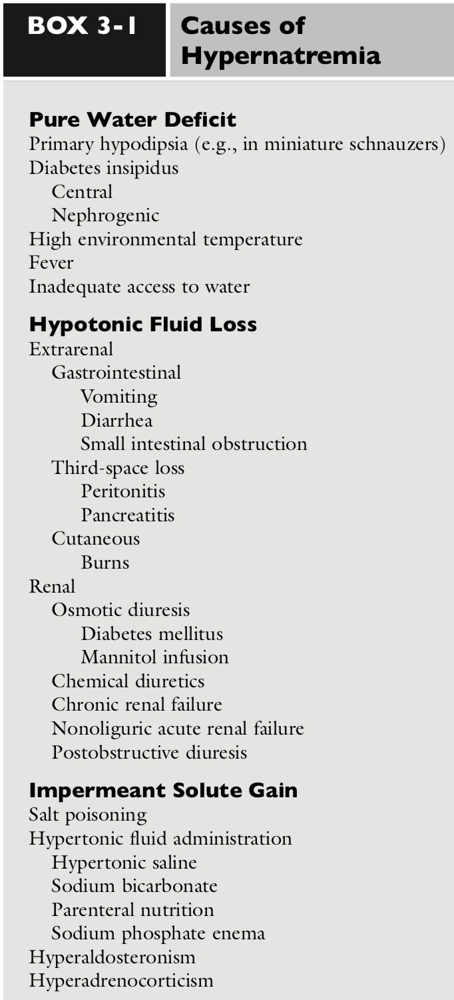 BOX 3-1
Causes of
Hypernatremia
Pure Water Deficit
Primary hypodipsia (e.g., in miniature schnauzers)
Diabetes insipidus
Central
Nephrogenic
High environmental temperature
Fever
Inadequate access to water
Hypotonic Fluid Loss
Extrarenal
Gastrointestinal
Vomiting
Diarrhea
Small intestinal obstruction
Third-space loss
Peritonitis
Pancreatitis
Cutaneous
Burns
Renal
Osmotic diuresis
Diabetes mellitus
Mannitol infusion
Chemical diuretics
Chronic renal failure
Nonoliguric acute renal failure
Postobstructive diuresis
Impermeant Solute Gain
Salt poisoning
Hypertonic fluid administration
Hypertonic saline
Sodium bicarbonate
Parenteral nutrition
Sodium phosphate enema
Hyperaldosteronism
Hyperadrenocorticism